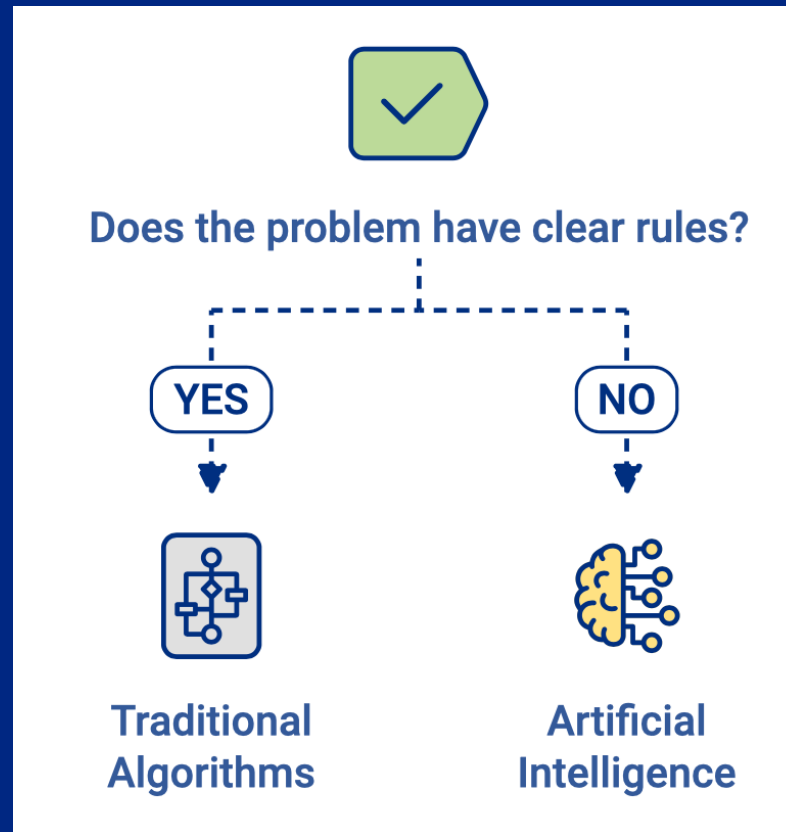 Does the problem have clear rules?
YES
NO
Traditional
Algorithms
Artificial
Intelligence